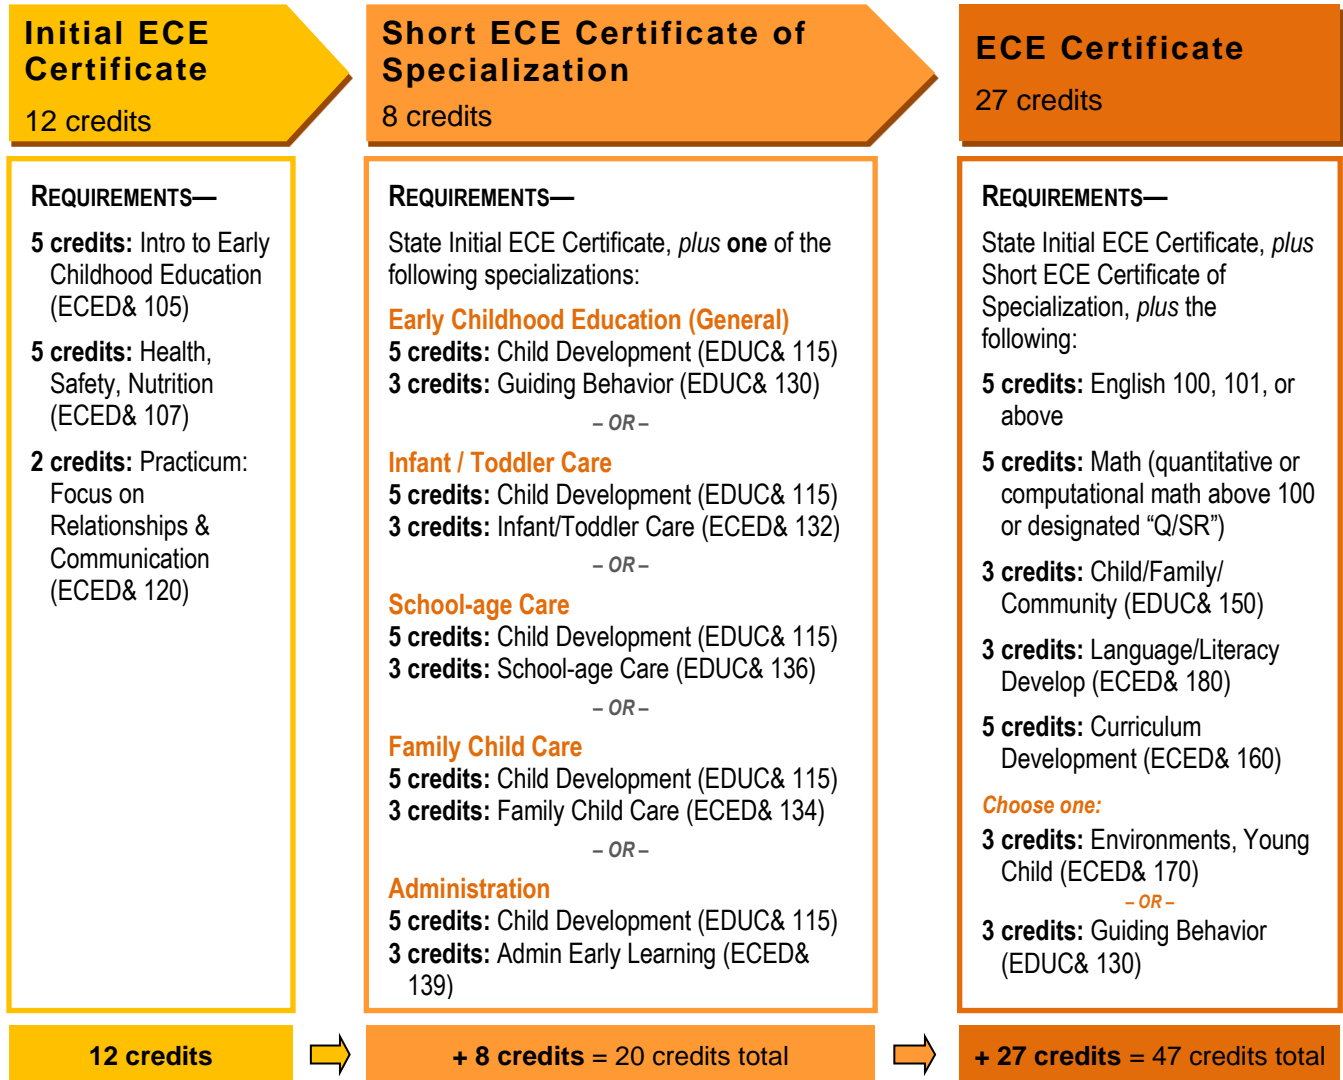 Initial ECE
Certificate
12 credits
REQUIREMENTS—
5 credits: Intro to Early
Childhood Education
(ECED& 105)
5 credits: Health,
Safety, Nutrition
(ECED& 107)
2 credits: Practicum:
Focus on
Relationships &
Communication
(ECED& 120)
12 credits
Short ECE Certificate of
Specialization
8 credits
REQUIREMENTS—
State Initial ECE Certificate, plus one of the
following specializations:
Early Childhood Education (General)
5 credits: Child Development (EDUC& 115)
3 credits: Guiding Behavior (EDUC& 130)
– OR –
Infant / Toddler Care
5 credits: Child Development (EDUC& 115)
3 credits: Infant/Toddler Care (ECED& 132)
– OR –
School-age Care
5 credits: Child Development (EDUC& 115)
3 credits: School-age Care (EDUC& 136)
– OR –
Family Child Care
5 credits: Child Development (EDUC& 115)
3 credits: Family Child Care (ECED& 134)
– OR –
Administration
5 credits: Child Development (EDUC& 115)
3 credits: Admin Early Learning (ECED&
139)
+ 8 credits = 20 credits total
ECE Certificate
27 credits
REQUIREMENTS—
State Initial ECE Certificate, plus
Short ECE Certificate of
Specialization, plus the
following:
5 credits: English 100, 101, or
above
5 credits: Math (quantitative or
computational math above 100
or designated “Q/SR”)
3 credits: Child/Family/
Community (EDUC& 150)
3 credits: Language/Literacy
Develop (ECED& 180)
5 credits: Curriculum
Development (ECED& 160)
Choose one:
3 credits: Environments, Young
Child (ECED& 170)
– OR –
3 credits: Guiding Behavior
(EDUC& 130)
+ 27 credits = 47 credits total